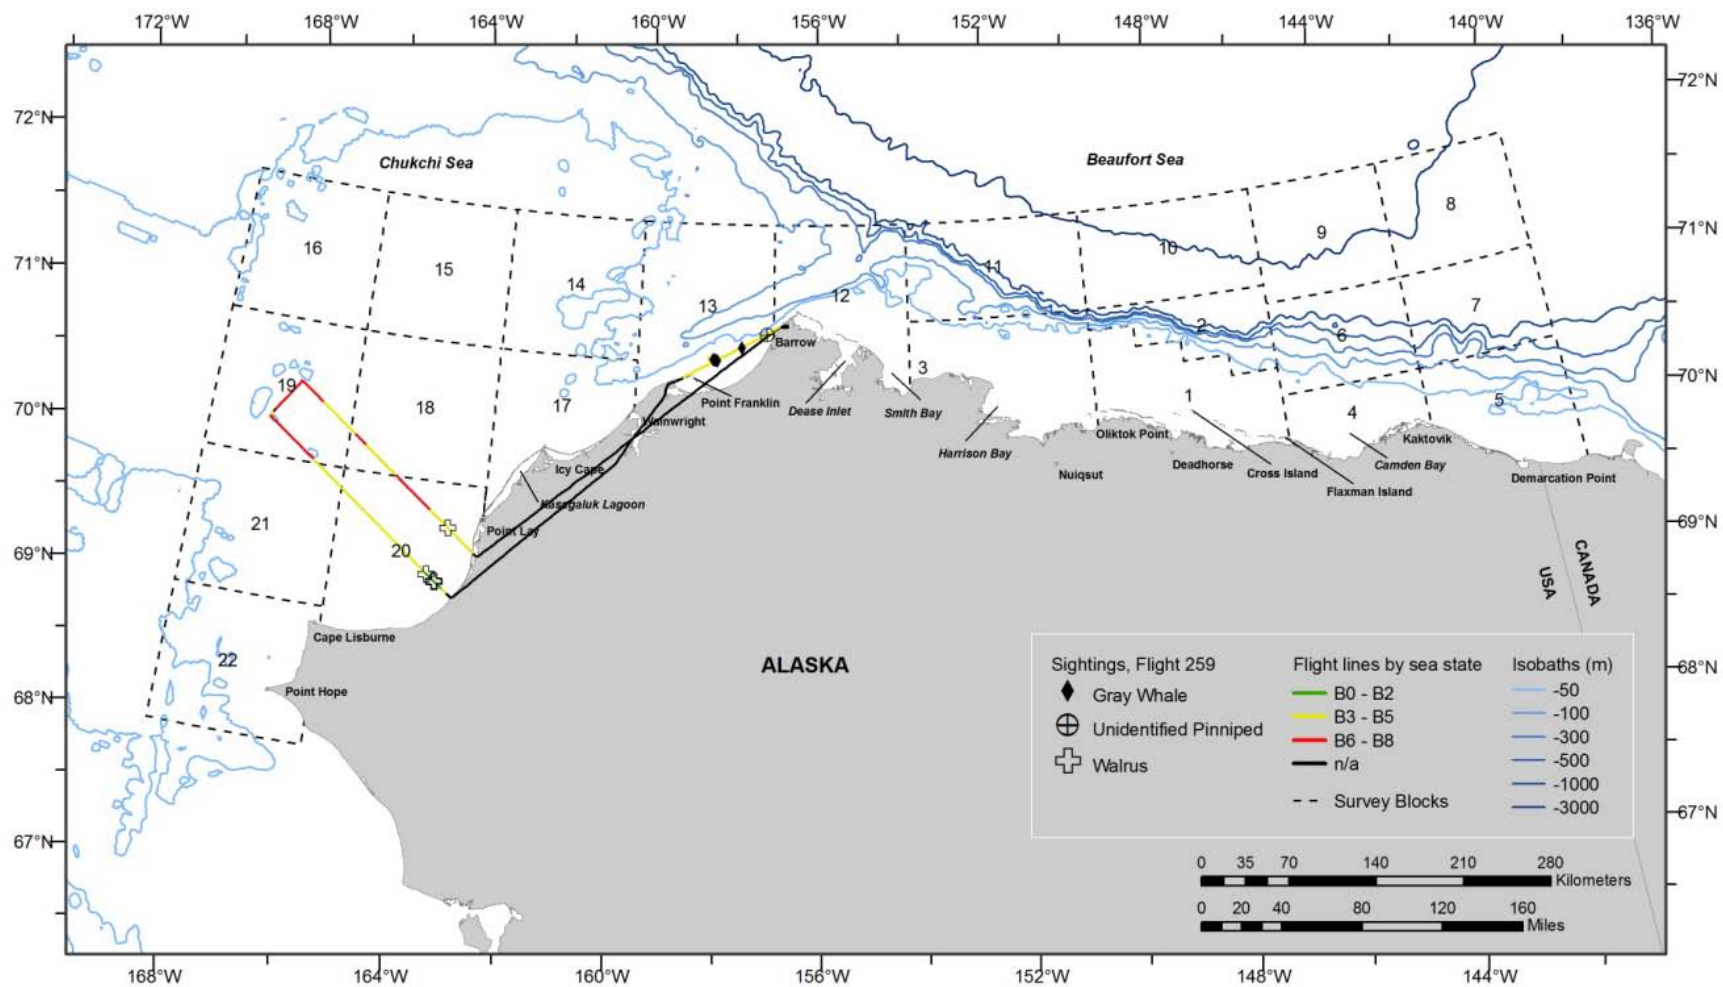 172°W 168°W 164°W 160°W 156°W 152°W 148°W 144°W 140°W 136°W
72°N 72°N
71°N 71°N
70°N 70°N
69°N 69°N
68°N 68°N
67°N 67°N
168°W 164°W 160°W 156°W 152°W 148°W 144°W
Chukchi Sea
Beaufort Sea
16
15
14
13
12
11
10
9
8
7
6
2
3
1
4
5
19
18
17
21
20
22
Barrow
Point Franklin
Wainwright
Icy Cape
Kasegaluk Lagoon
Point Lay
Cape Lisburne
Point Hope
Dease Inlet
Smith Bay
Harrison Bay
Oliktok Point
Nuiqsut
Deadhorse
Cross Island
Flaxman Island
Camden Bay
Kaktovik
Demarcation Point
USA
CANADA
ALASKA
Sightings, Flight 259
Gray Whale
Unidentified Pinniped
Walrus
Flight lines by sea state
B0 - B2
B3 - B5
B6 - B8
n/a
Survey Blocks
Isobaths (m)
-50
-100
-300
-500
-1000
-3000
0 35 70 140 210 280
Kilometers
0 20 40 80 120 160
Miles